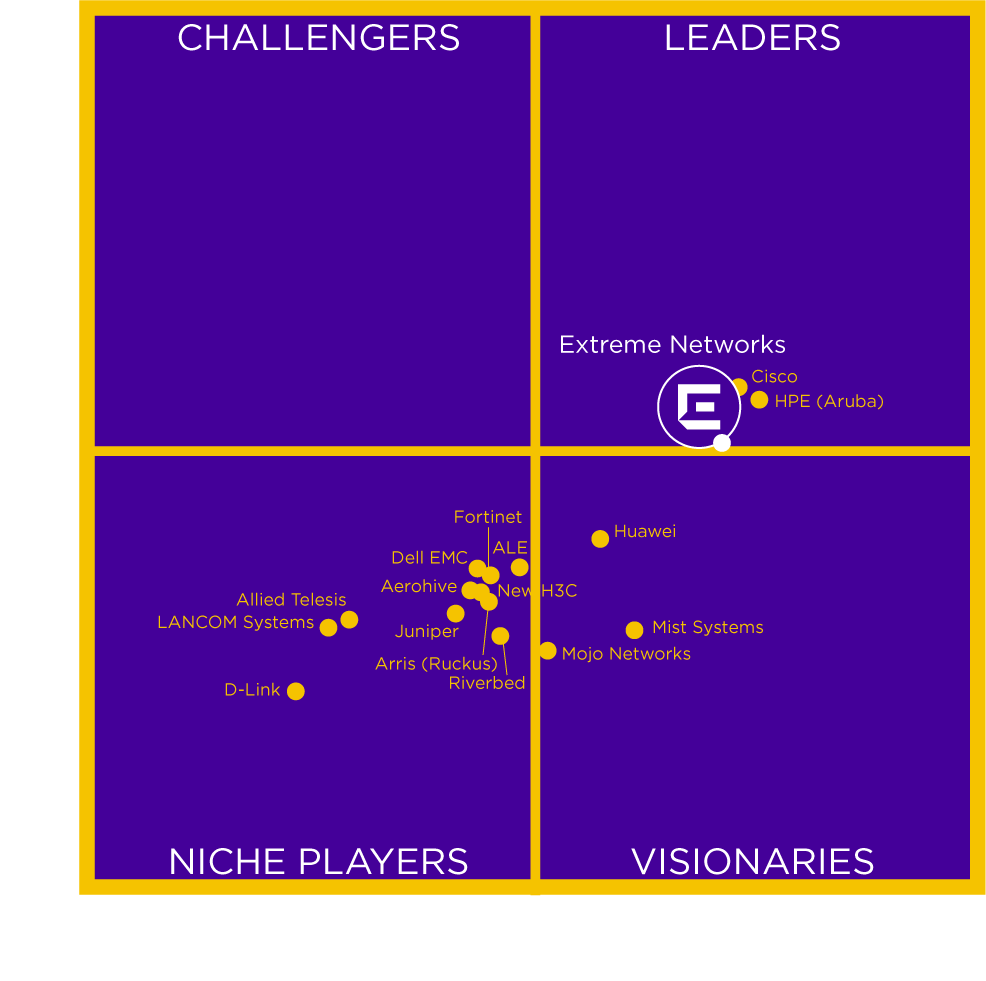 CHALLENGERS
LEADERS
Extreme Networks
Cisco
HPE (Aruba)
E
Fortinet
Huawei
ALE
Dell EMC
Aerohive
New H3C
Allied Telesis
LANCOM Systems
Juniper
Mist Systems
Mojo Networks
Arris (Ruckus)
Riverbed
D-Link
NICHE PLAYERS
VISIONARIES